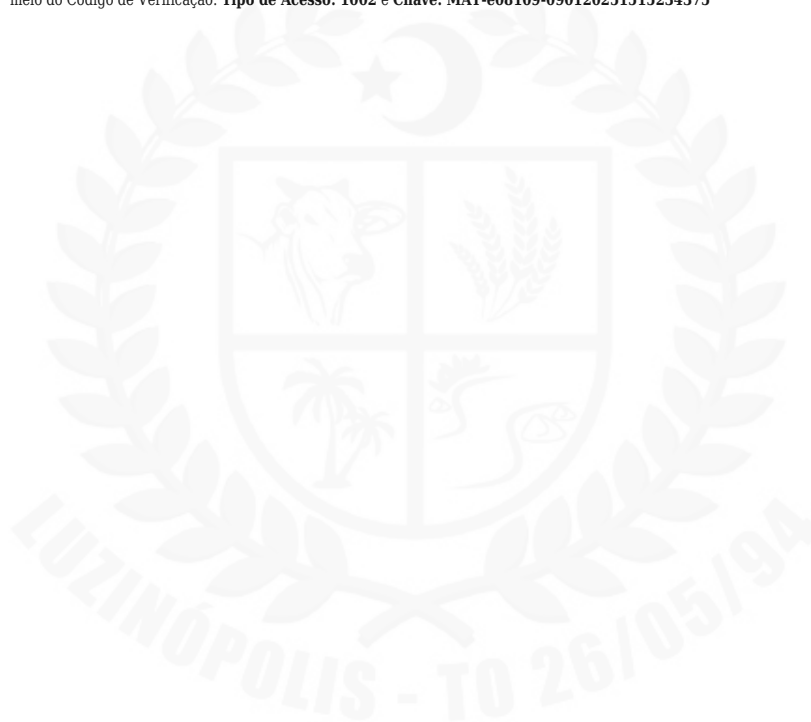 meio do Código de Verificação. Tipo de Acesso: 1002 e Chave: MAT-e08109-090120251515254375
LUZINÓPOLIS - TO 26/05/94